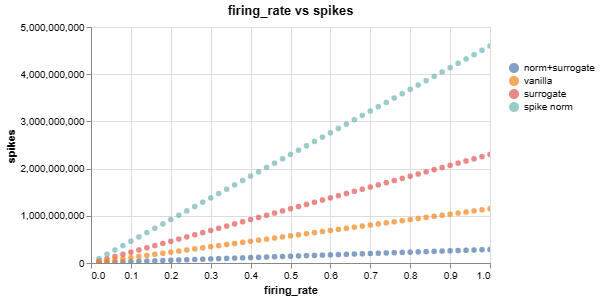 firing_rate vs spikes
spikes
5,000,000,000
4,000,000,000
3,000,000,000
2,000,000,000
1,000,000,000
0
0.0 0.1 0.2 0.3 0.4 0.5 0.6 0.7 0.8 0.9 1.0
firing_rate
norm+surrogate
vanilla
surrogate
spike norm